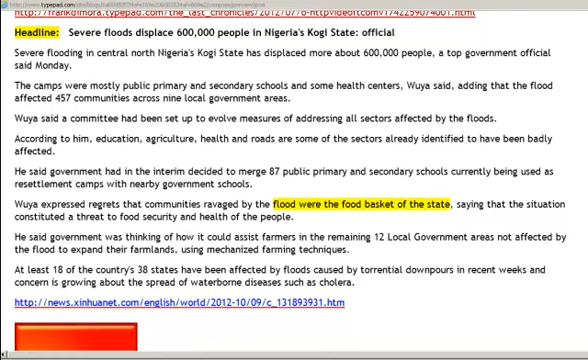 Headline: Severe floods displace 600,000 people in Nigeria's Kogi State: official
Severe flooding in central north Nigeria's Kogi State has displaced more about 600,000 people, a top government official
said Monday.
The camps were mostly public primary and secondary schools and some health centers, Wuya said, adding that the flood
affected 457 communities across nine local government areas.
Wuya said a committee had been set up to evolve measures of addressing all sectors affected by the floods.
According to him, education, agriculture, health and roads are some of the sectors already identified to have been badly
affected.
He said government had in the interim decided to merge 87 public primary and secondary schools currently being used as
resettlement camps with nearby government schools.
Wuya expressed regrets that communities ravaged by the flood were the food basket of the state, saying that the situation
constituted a threat to food security and health of the people.
He said government was thinking of how it could assist farmers in the remaining 12 Local Government areas not affected by
the flood to expand their farmlands, using mechanized farming techniques.
At least 18 of the country's 38 states have been affected by floods caused by torrential downpours in recent weeks and
concern is growing about the spread of waterborne diseases such as cholera.
http://news.xinhuanet.com/english/world/2012-10/09/c_131893931.htm